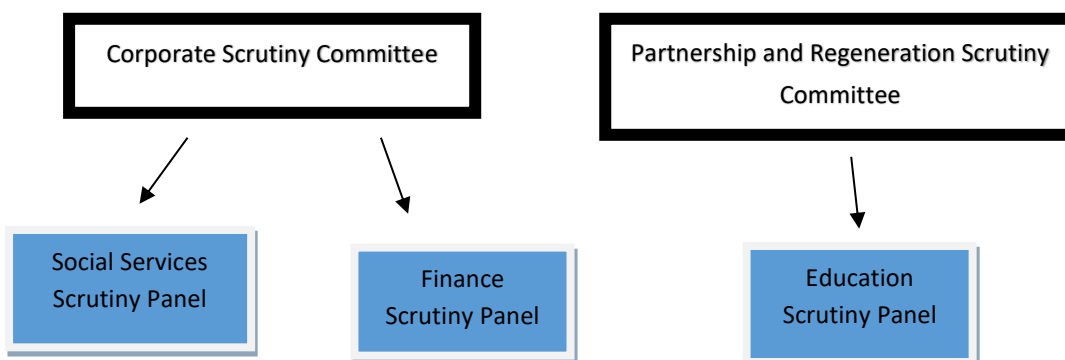 Corporate Scrutiny Committee
Partnership and Regeneration Scrutiny
Committee
Social Services
Scrutiny Panel
Finance
Scrutiny Panel
Education
Scrutiny Panel